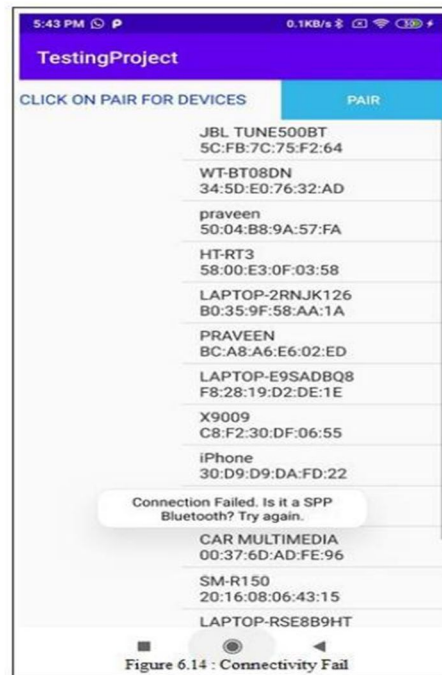 5:43 PM P 0.1KB/s
TestingProject
CLICK ON PAIR FOR DEVICES PAIR
JBL TUNE500BT
5C:FB:7C:75:F2:64
WT-BT08DN
34:5D:E0:76:32:AD
praveen
50:04:B8:9A:57:FA
HT-RT3
58:00:E3:0F:03:58
LAPTOP-2RNJK126
B0:35:9F:58:AA:1A
PRAVEEN
BC:A8:A6:E6:02:ED
LAPTOP-E9SADBQ8
F8:28:19:D2:DE:1E
X9009
C8:F2:30:DF:06:55
iPhone
30:D9:D9:DA:FD:22
Connection Failed. Is it a SPP
Bluetooth? Try again.
CAR MULTIMEDIA
00:37:6D:AD:FE:96
SM-R150
20:16:08:06:43:15
LAPTOP-RSE8B9HT
Figure 6.14 : Connectivity Fail